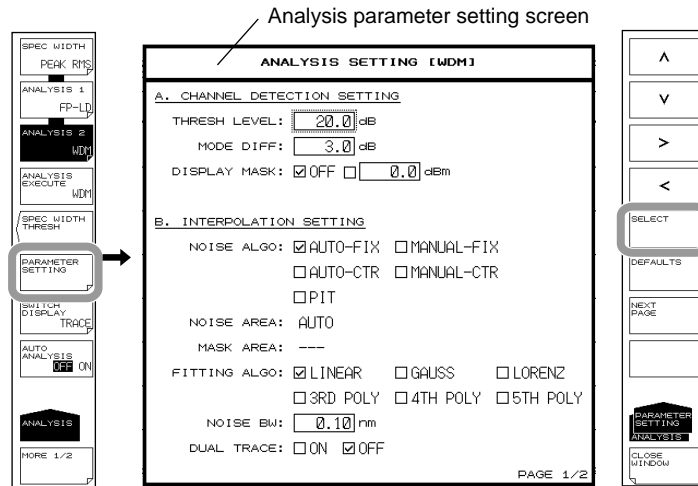 Analysis parameter setting screen
SPEC WIDTH
PEAK RMS
ANALYSIS 1
FP-LD
ANALYSIS 2
WDM
ANALYSIS
EXECUTE
WDM
SPEC WIDTH
THRESH
PARAMETER
SETTING
SWITCH
DISPLAY
TRACE
AUTO
ANALYSIS
OFF ON
ANALYSIS
MORE 1/2
ANALYSIS SETTING [WDM]
A. CHANNEL DETECTION SETTING
THRESH LEVEL: 20.0 dB
MODE DIFF: 3.0 dB
DISPLAY MASK: ☑OFF ☐ 0.0 dBm
B. INTERPOLATION SETTING
NOISE ALGO: ☑AUTO-FIX ☐MANUAL-FIX
☐AUTO-CTR ☐MANUAL-CTR
☐PIT
NOISE AREA: AUTO
MASK AREA: ---
FITTING ALGO: ☑LINEAR ☐GAUSS ☐LORENZ
☐3RD POLY ☐4TH POLY ☐5TH POLY
NOISE BW: 0.10 nm
DUAL TRACE: ☐ON ☑OFF
PAGE 1/2
∧
∨
>
<
SELECT
DEFAULTS
NEXT
PAGE
PARAMETER
SETTING
ANALYSIS
CLOSE
WINDOW